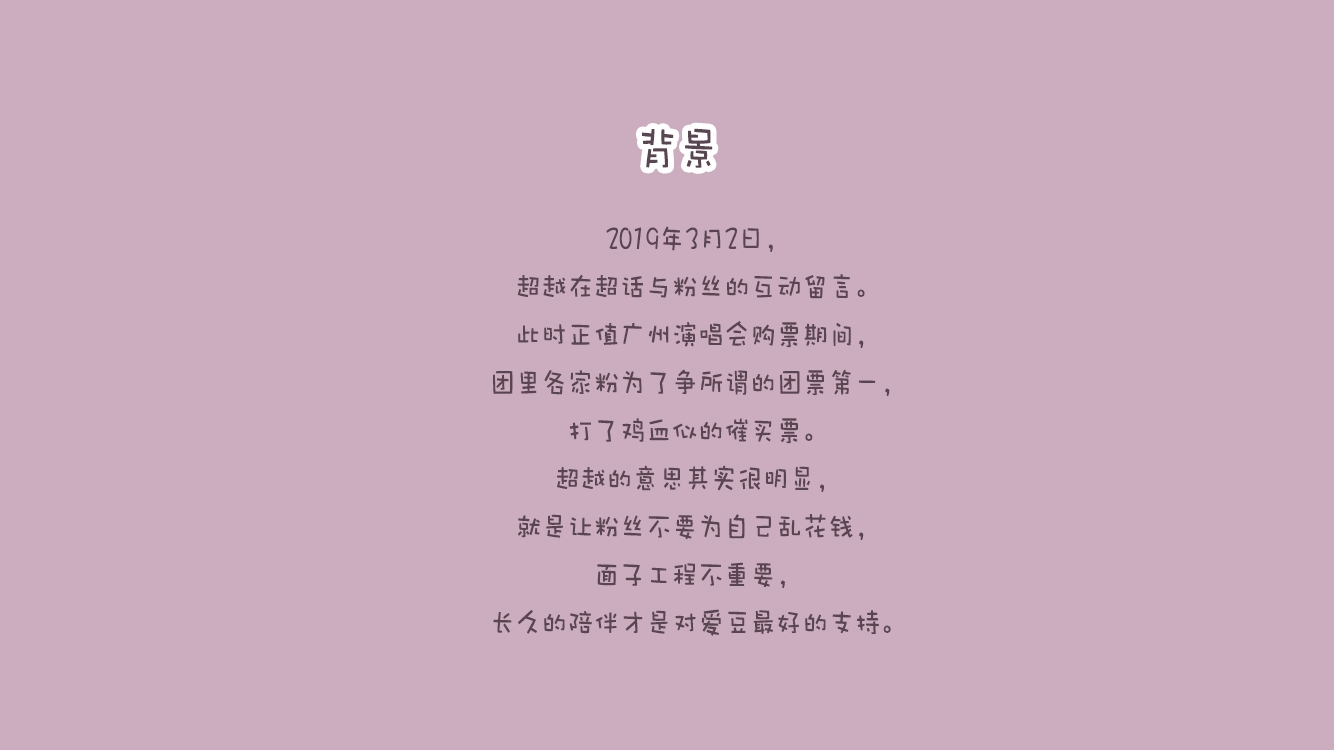 背景
2019年3月2日，
超越在超话与粉丝的互动留言。
此时正值广州演唱会购票期间，
团里各家粉为了争所谓的团票第一，
打了鸡血似的催买票。
超越的意思其实很明显，
就是让粉丝不要为自己乱花钱，
面子工程不重要，
长久的陪伴才是对爱豆最好的支持。